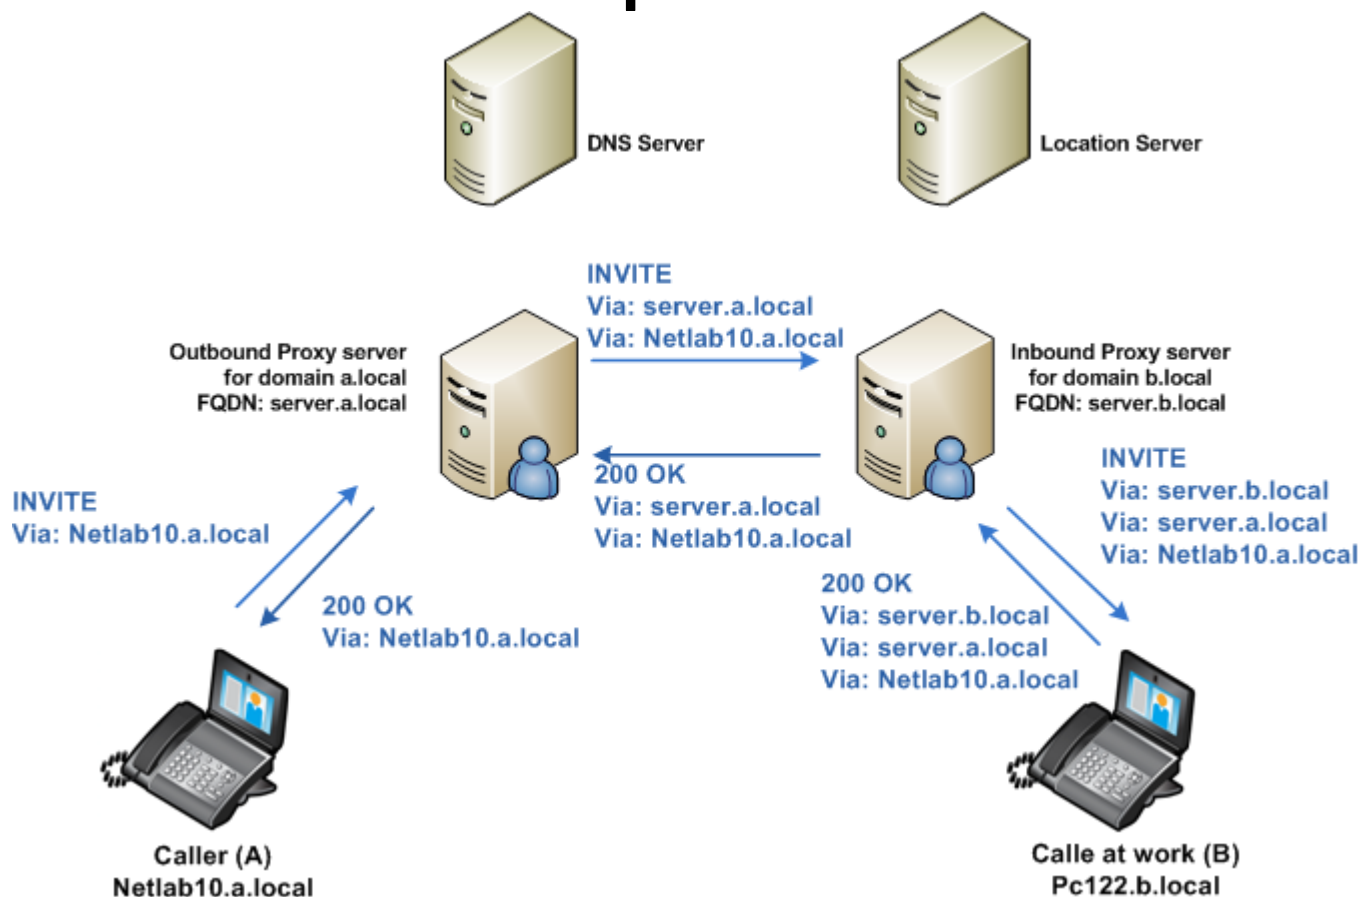 DNS Server
Location Server
INVITE
Via: server.a.local
Via: Netlab10.a.local
Outbound Proxy server
for domain a.local
FQDN: server.a.local
Inbound Proxy server
for domain b.local
FQDN: server.b.local
200 OK
Via: server.a.local
Via: Netlab10.a.local
INVITE
Via: server.b.local
Via: server.a.local
Via: Netlab10.a.local
INVITE
Via: Netlab10.a.local
200 OK
Via: Netlab10.a.local
200 OK
Via: server.b.local
Via: server.a.local
Via: Netlab10.a.local
Caller (A)
Netlab10.a.local
Calle at work (B)
Pc122.b.local